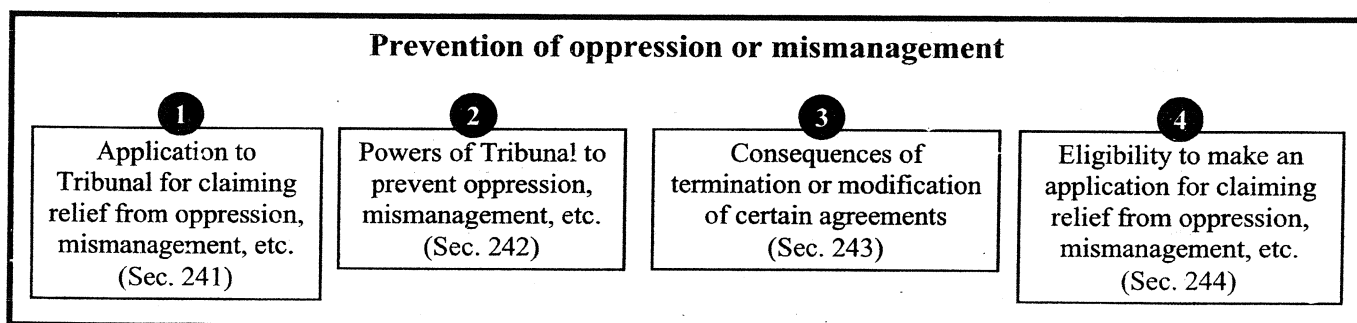 Prevention of oppression or mismanagement
1
Application to
Tribunal for claiming
relief from oppression,
mismanagement, etc.
(Sec. 241)
2
Powers of Tribunal to
prevent oppression,
mismanagement, etc.
(Sec. 242)
3
Consequences of
termination or modification
of certain agreements
(Sec. 243)
4
Eligibility to make an
application for claiming
relief from oppression,
mismanagement, etc.
(Sec. 244)